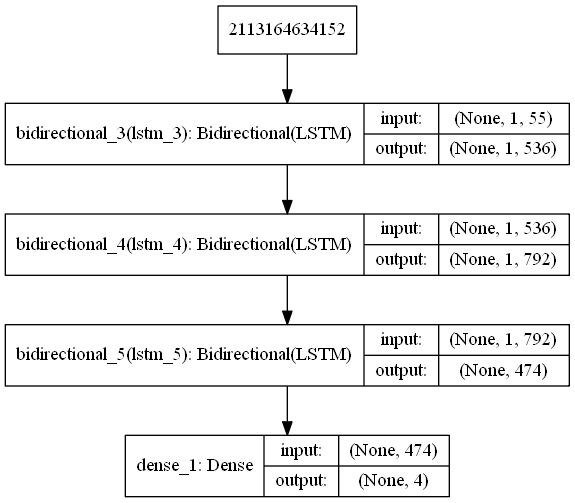 2113164634152
bidirectional_3(lstm_3): Bidirectional(LSTM)
input: (None, 1, 55)
output: (None, 1, 536)
bidirectional_4(lstm_4): Bidirectional(LSTM)
input: (None, 1, 536)
output: (None, 1, 792)
bidirectional_5(lstm_5): Bidirectional(LSTM)
input: (None, 1, 792)
output: (None, 474)
dense_1: Dense
input: (None, 474)
output: (None, 4)